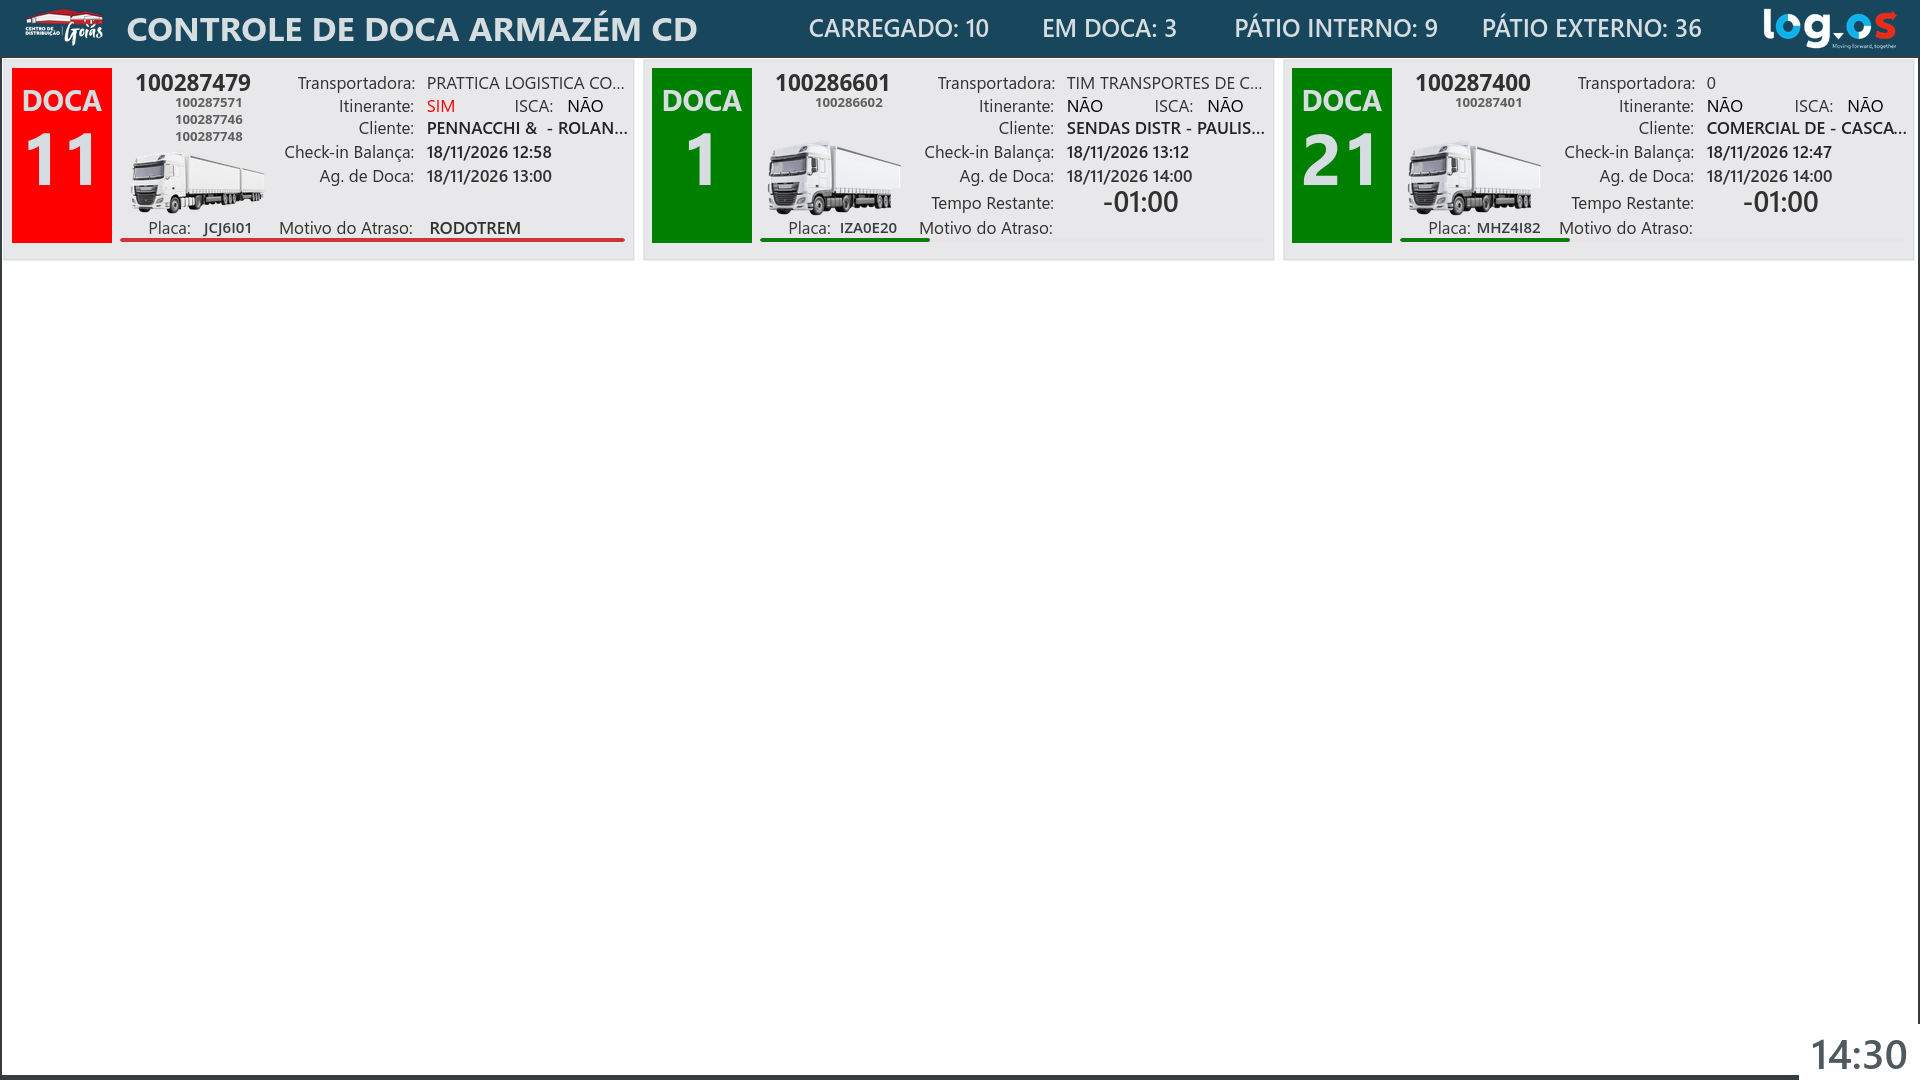 CENTRO DE DISTRIBUIÇÃO Goiás
CONTROLE DE DOCA ARMAZÉM CD
CARREGADO: 10
EM DOCA: 3
PÁTIO INTERNO: 9
PÁTIO EXTERNO: 36
log.os
Moving forward, together
DOCA
11
100287479
100287571
100287746
100287748
Transportadora: PRATTICA LOGISTICA CO...
Itinerante: SIM ISCA: NÃO
Cliente: PENNACCHI &  - ROLAN...
Check-in Balança: 18/11/2026 12:58
Ag. de Doca: 18/11/2026 13:00
Placa: JCJ6I01 Motivo do Atraso: RODOTREM
DOCA
1
100286601
100286602
Transportadora: TIM TRANSPORTES DE C...
Itinerante: NÃO ISCA: NÃO
Cliente: SENDAS DISTR - PAULIS...
Check-in Balança: 18/11/2026 13:12
Ag. de Doca: 18/11/2026 14:00
Tempo Restante: -01:00
Placa: IZA0E20 Motivo do Atraso:
DOCA
21
100287400
100287401
Transportadora: 0
Itinerante: NÃO ISCA: NÃO
Cliente: COMERCIAL DE - CASCA...
Check-in Balança: 18/11/2026 12:47
Ag. de Doca: 18/11/2026 14:00
Tempo Restante: -01:00
Placa: MHZ4I82 Motivo do Atraso:
14:30